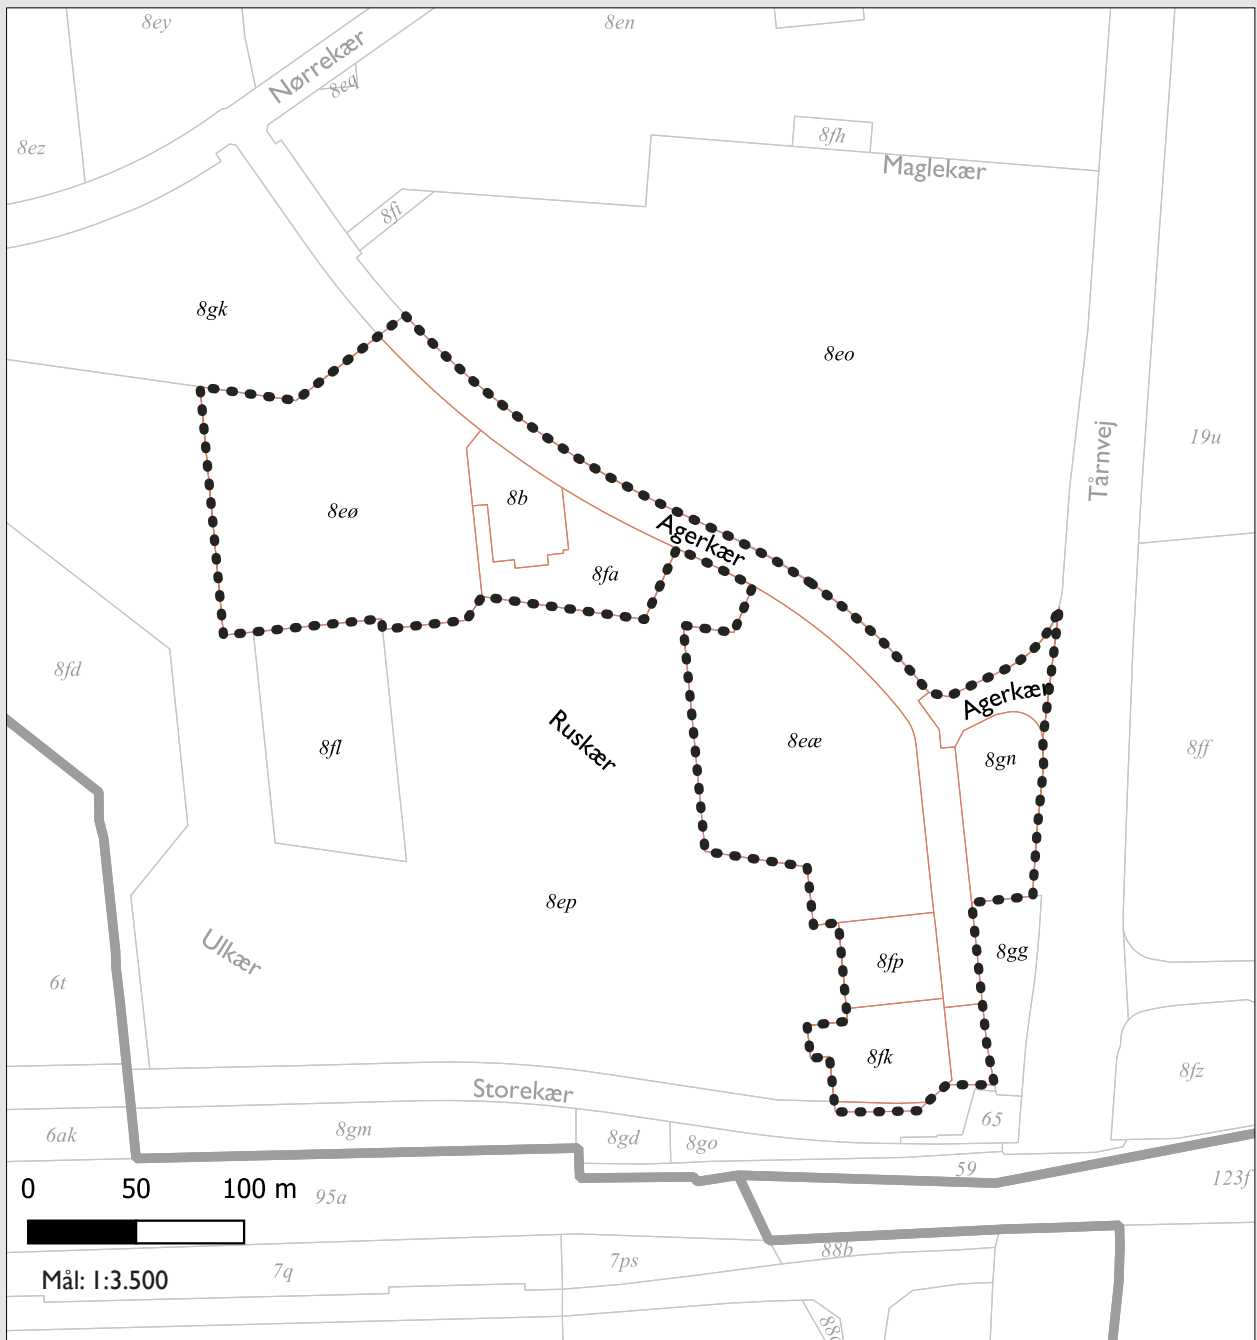 8ey
8en
Nørrekær
8eq
8ez
8fh
Maglekær
8fi
8gk
8eo
Tårnvej
19u
8b
8eø
Agerkær
8fa
8fd
Agerkær
Ruskær
8fl
8eæ
8gn
8ff
8ep
Ulkær
8fp
8gg
6t
8fk
8fz
Storekær
65
6ak
8gm
8gd
8go
59
123f
0 50 100 m
95a
88b
7ps
7q
Mål: 1:3.500